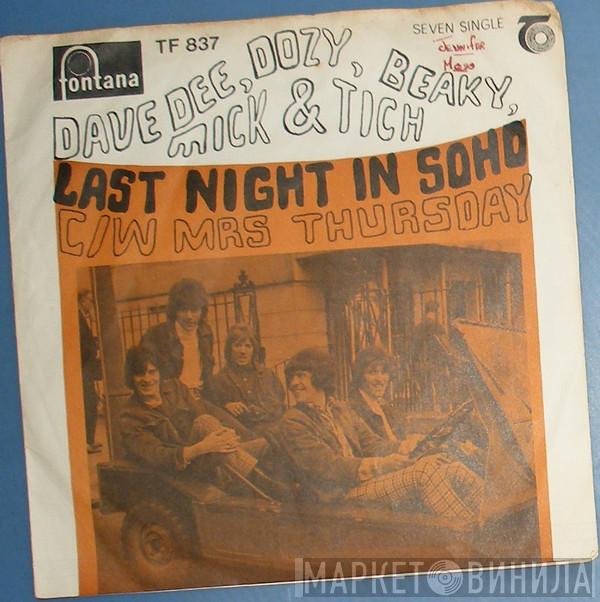 fontana
TF 837
SEVEN SINGLE
Jennifer
DAVE DEE, DOZY, BEAKY,
MICK & TICH
LAST NIGHT IN SOHO
C/W MRS THURSDAY
МАРКЕТ ВИНИЛА